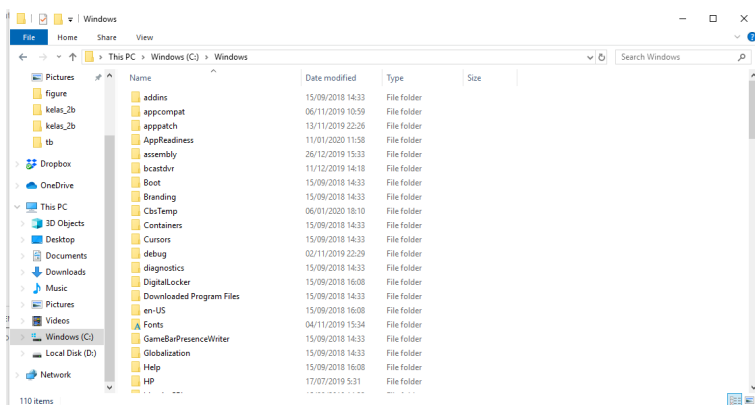 Windows
File Home Share View
This PC > Windows (C:) > Windows
Search Windows
Pictures
figure
kelas_2b
kelas_2b
tb
Dropbox
OneDrive
This PC
3D Objects
Desktop
Documents
Downloads
Music
Pictures
Videos
Windows (C:)
Local Disk (D:)
Network
Name Date modified Type Size
addins 15/09/2018 14:33 File folder
appcompat 06/11/2019 10:59 File folder
apppatch 13/11/2019 22:26 File folder
AppReadiness 11/01/2020 11:58 File folder
assembly 26/12/2019 15:33 File folder
bcastdvr 11/12/2019 14:18 File folder
Boot 15/09/2018 14:33 File folder
Branding 15/09/2018 14:33 File folder
CbsTemp 06/01/2020 18:10 File folder
Containers 15/09/2018 14:33 File folder
Cursors 15/09/2018 14:33 File folder
debug 02/11/2019 22:29 File folder
diagnostics 15/09/2018 14:33 File folder
DigitalLocker 15/09/2018 16:08 File folder
Downloaded Program Files 15/09/2018 14:33 File folder
en-US 15/09/2018 16:08 File folder
Fonts 04/11/2019 15:34 File folder
GameBarPresenceWriter 15/09/2018 14:33 File folder
Globalization 15/09/2018 14:33 File folder
Help 15/09/2018 16:08 File folder
HP 17/07/2019 5:31 File folder
110 items